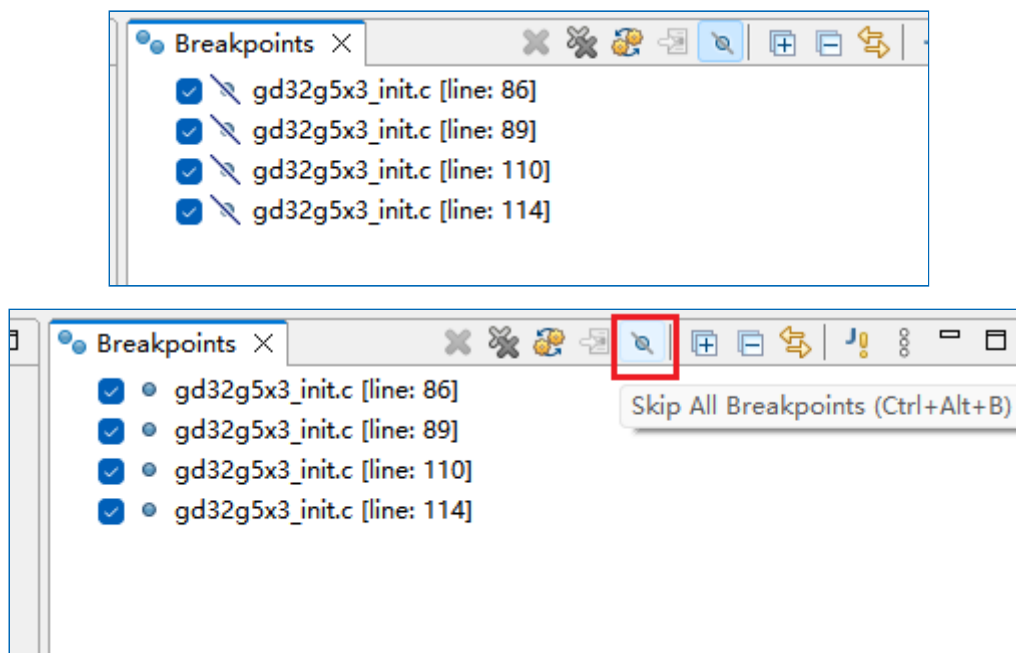 Breakpoints
gd32g5x3_init.c [line: 86]
gd32g5x3_init.c [line: 89]
gd32g5x3_init.c [line: 110]
gd32g5x3_init.c [line: 114]
Breakpoints
gd32g5x3_init.c [line: 86]
Skip All Breakpoints (Ctrl+Alt+B)
gd32g5x3_init.c [line: 89]
gd32g5x3_init.c [line: 110]
gd32g5x3_init.c [line: 114]